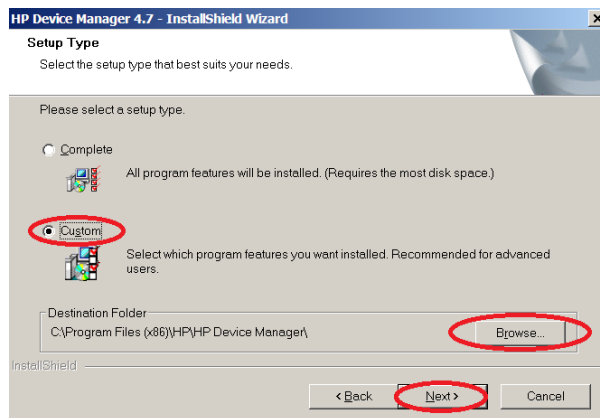 HP Device Manager 4.7 - InstallShield Wizard
Setup Type
Select the setup type that best suits your needs.
Please select a setup type.
Complete
All program features will be installed. (Requires the most disk space.)
Custom
Select which program features you want installed. Recommended for advanced
users.
Destination Folder
C:\Program Files (x86)\HP\HP Device Manager\
Browse...
InstallShield
< Back
Next >
Cancel